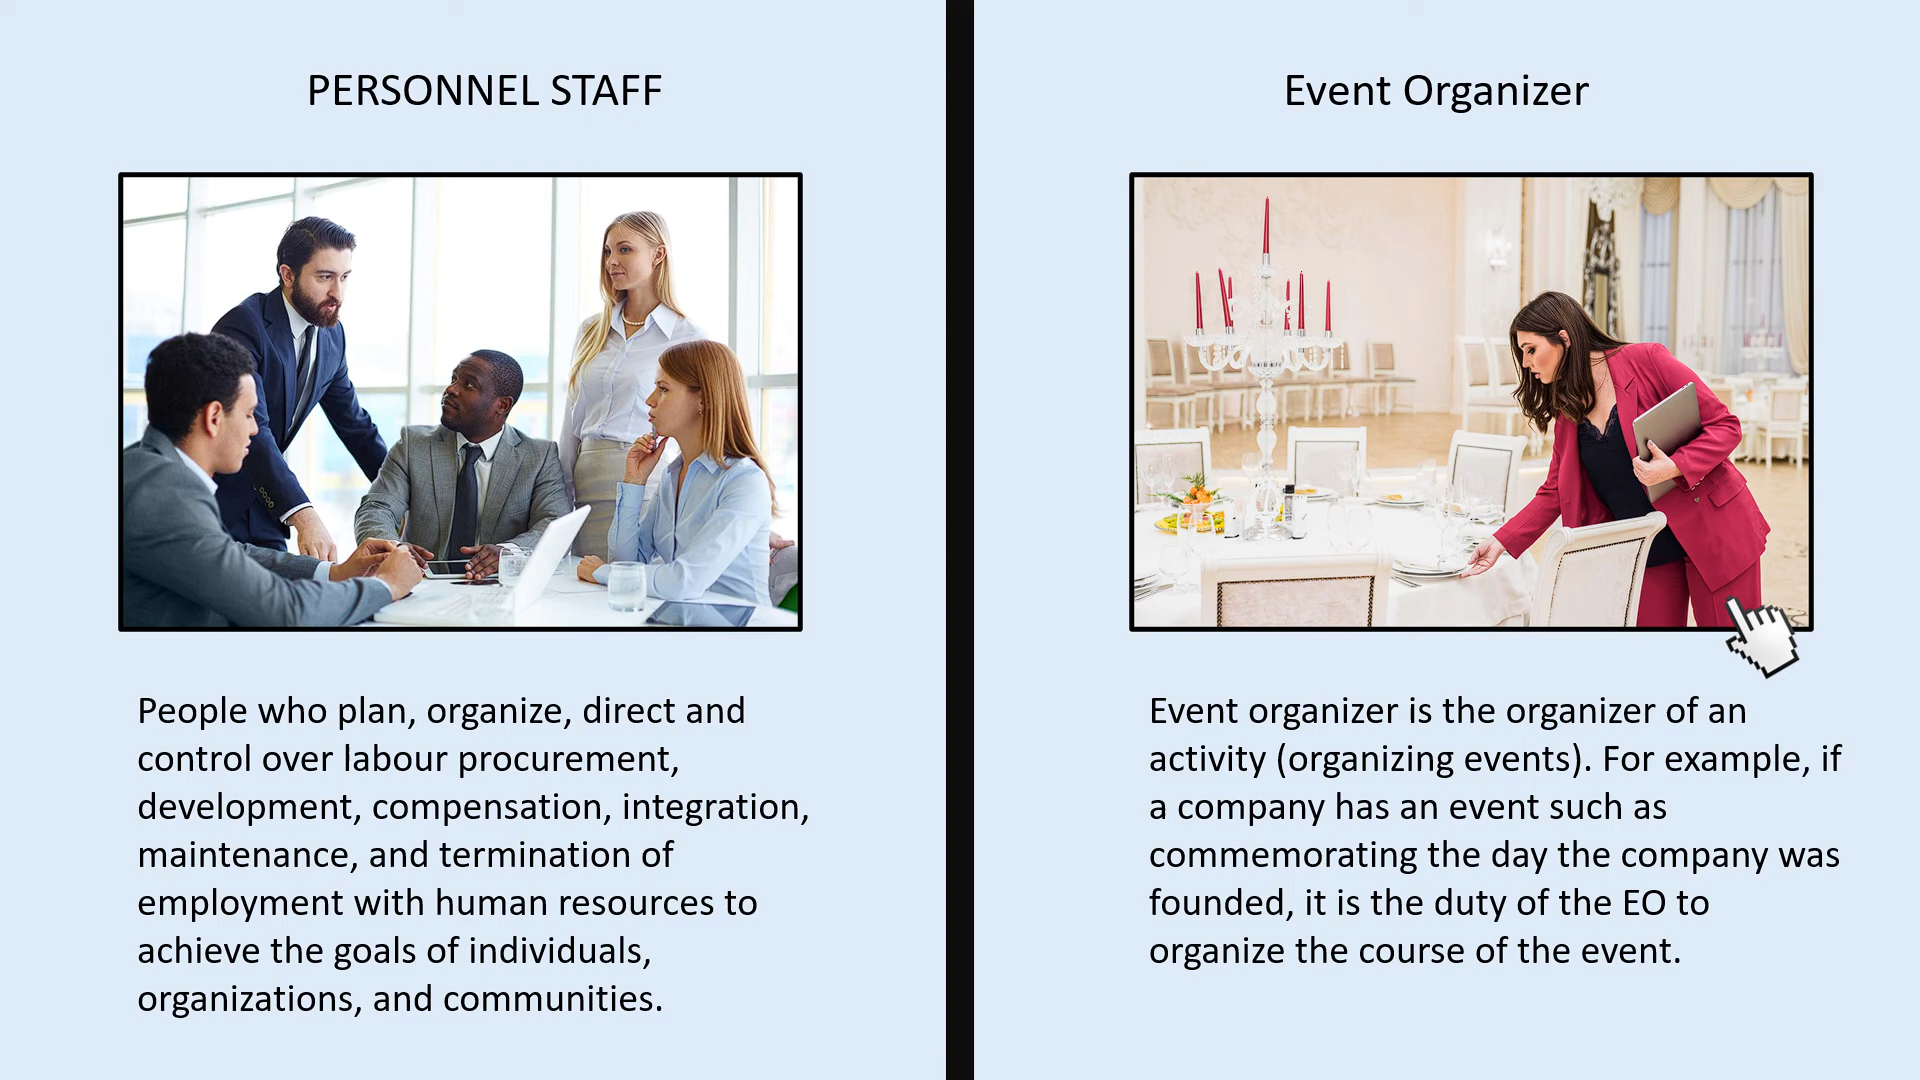 PERSONNEL STAFF
People who plan, organize, direct and
control over labour procurement,
development, compensation, integration,
maintenance, and termination of
employment with human resources to
achieve the goals of individuals,
organizations, and communities.
Event Organizer
Event organizer is the organizer of an
activity (organizing events). For example, if
a company has an event such as
commemorating the day the company was
founded, it is the duty of the EO to
organize the course of the event.